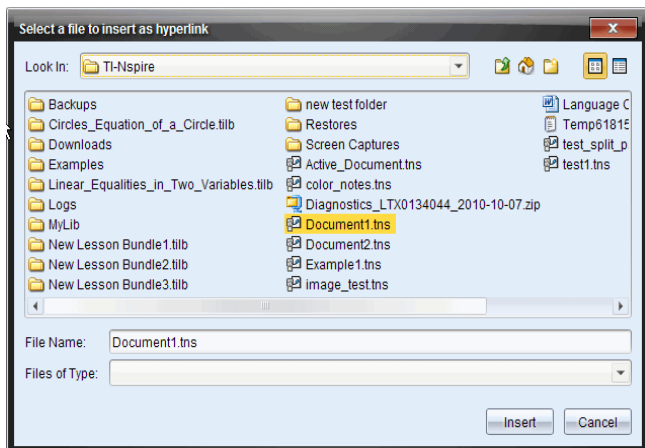 Select a file to insert as hyperlink
Look In: TI-Nspire
Backups
Circles_Equation_of_a_Circle.tilb
Downloads
Examples
Linear_Equalities_in_Two_Variables.tilb
Logs
MyLib
New Lesson Bundle1.tilb
New Lesson Bundle2.tilb
New Lesson Bundle3.tilb
new test folder
Restores
Screen Captures
Active_Document.tns
color_notes.tns
Diagnostics_LTX0134044_2010-10-07.zip
Document1.tns
Document2.tns
Example1.tns
image_test.tns
Language C
Temp61815
test_split_p
test1.tns
File Name: Document1.tns
Files of Type:
Insert Cancel